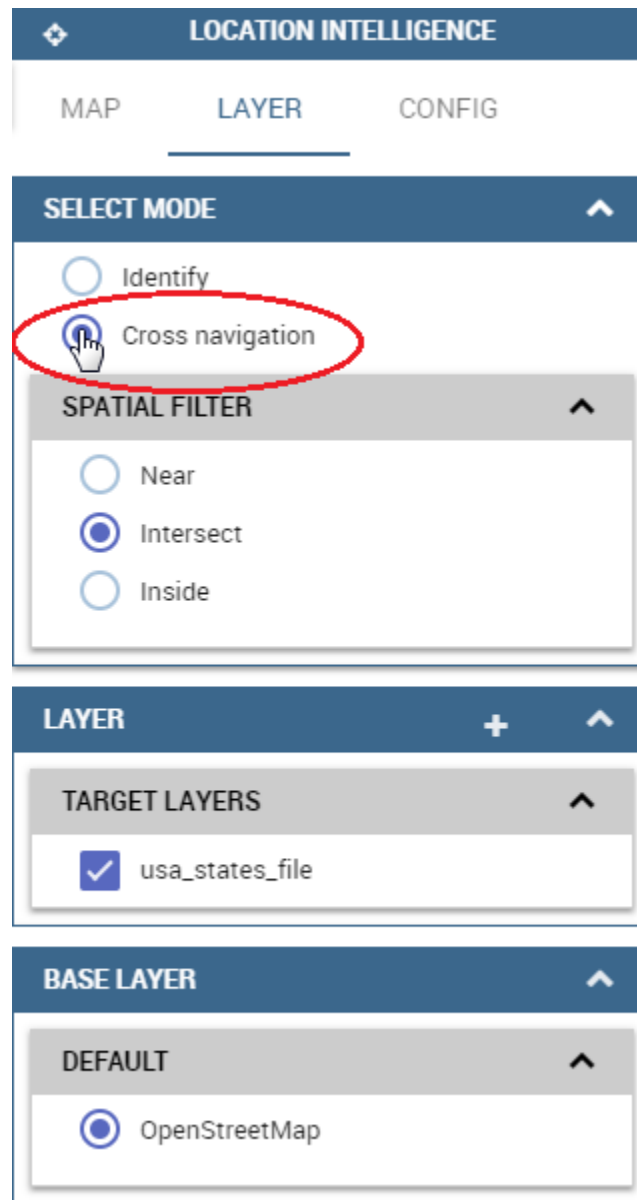 LOCATION INTELLIGENCE
MAP LAYER CONFIG
SELECT MODE
Identify
Cross navigation
SPATIAL FILTER
Near
Intersect
Inside
LAYER
TARGET LAYERS
usa_states_file
BASE LAYER
DEFAULT
OpenStreetMap